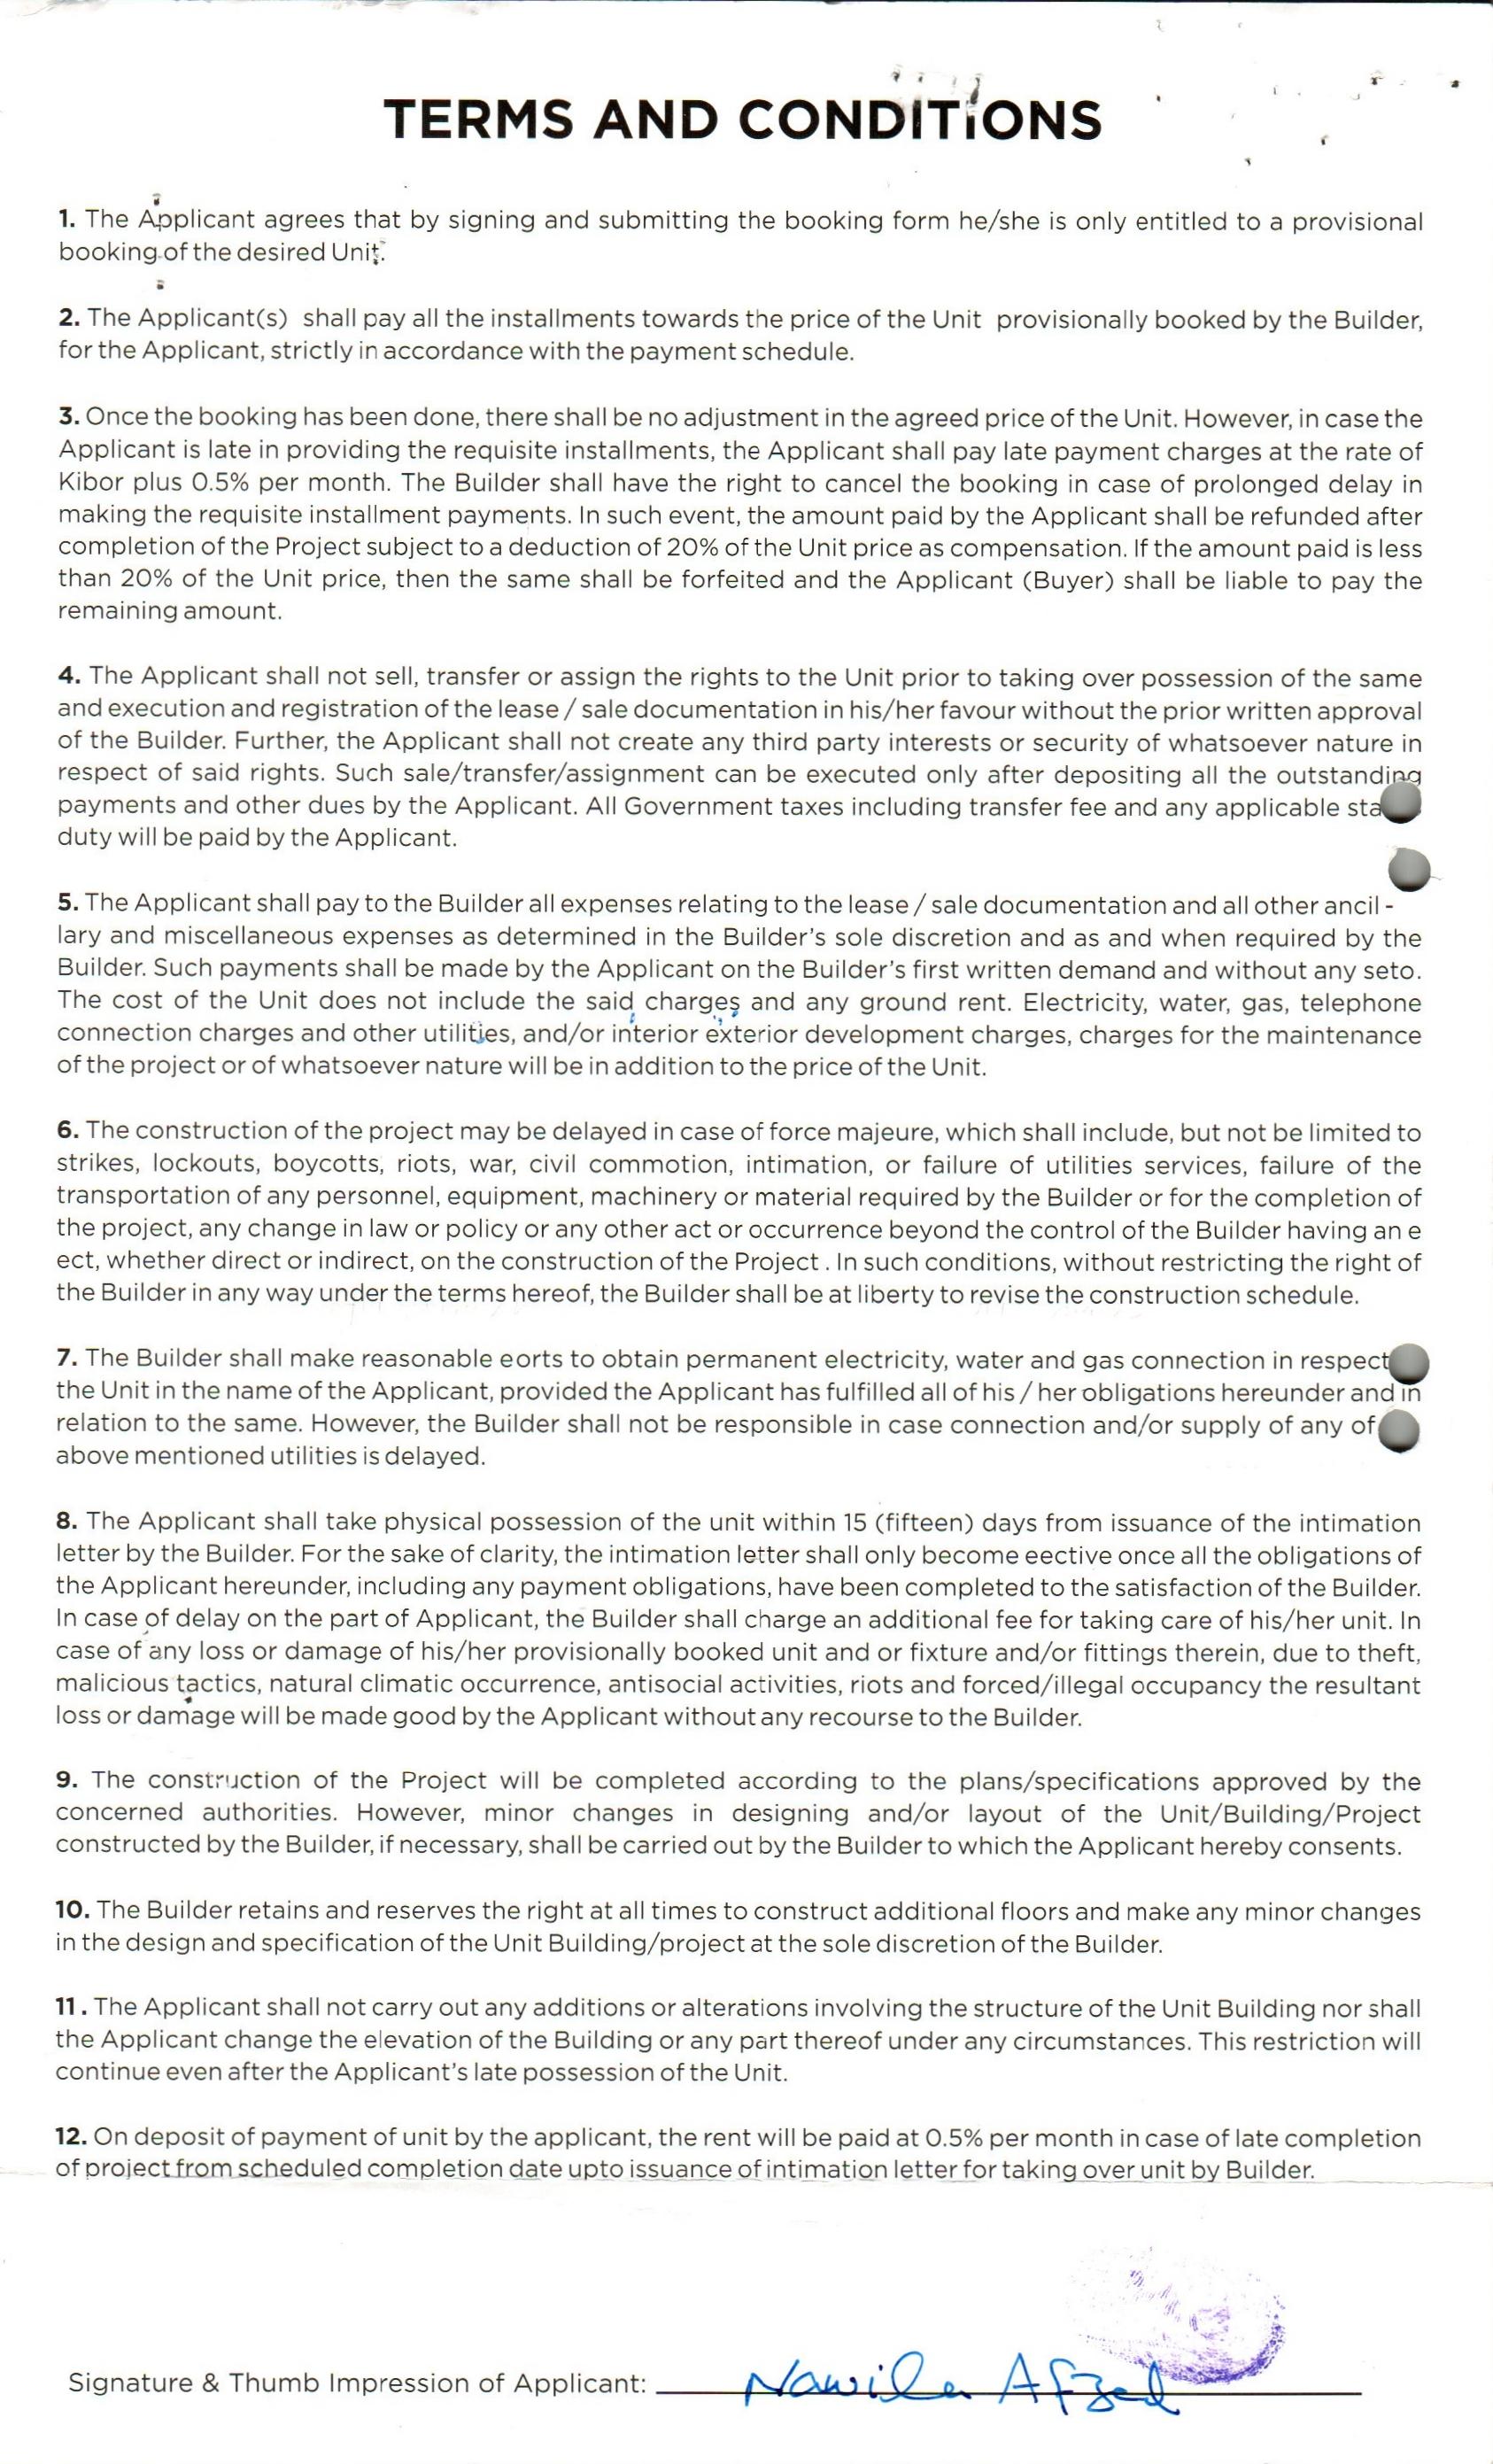 TERMS AND CONDITIONS
1. The Applicant agrees that by signing and submitting the booking form he/she is only entitled to a provisional
booking of the desired Unit.
2. The Applicant(s) shall pay all the installments towards the price of the Unit provisionally booked by the Builder,
for the Applicant, strictly in accordance with the payment schedule.
3. Once the booking has been done, there shall be no adjustment in the agreed price of the Unit. However, in case the
Applicant is late in providing the requisite installments, the Applicant shall pay late payment charges at the rate of
Kibor plus 0.5% per month. The Builder shall have the right to cancel the booking in case of prolonged delay in
making the requisite installment payments. In such event, the amount paid by the Applicant shall be refunded after
completion of the Project subject to a deduction of 20% of the Unit price as compensation. If the amount paid is less
than 20% of the Unit price, then the same shall be forfeited and the Applicant (Buyer) shall be liable to pay the
remaining amount.
4. The Applicant shall not sell, transfer or assign the rights to the Unit prior to taking over possession of the same
and execution and registration of the lease / sale documentation in his/her favour without the prior written approval
of the Builder. Further, the Applicant shall not create any third party interests or security of whatsoever nature in
respect of said rights. Such sale/transfer/assignment can be executed only after depositing all the outstanding
payments and other dues by the Applicant. All Government taxes including transfer fee and any applicable sta
duty will be paid by the Applicant.
5. The Applicant shall pay to the Builder all expenses relating to the lease / sale documentation and all other ancil -
lary and miscellaneous expenses as determined in the Builder's sole discretion and as and when required by the
Builder. Such payments shall be made by the Applicant on the Builder's first written demand and without any seto.
The cost of the Unit does not include the said charges and any ground rent. Electricity, water, gas, telephone
connection charges and other utilities, and/or interior exterior development charges, charges for the maintenance
of the project or of whatsoever nature will be in addition to the price of the Unit.
6. The construction of the project may be delayed in case of force majeure, which shall include, but not be limited to
strikes, lockouts, boycotts, riots, war, civil commotion, intimation, or failure of utilities services, failure of the
transportation of any personnel, equipment, machinery or material required by the Builder or for the completion of
the project, any change in law or policy or any other act or occurrence beyond the control of the Builder having an e
ect, whether direct or indirect, on the construction of the Project . In such conditions, without restricting the right of
the Builder in any way under the terms hereof, the Builder shall be at liberty to revise the construction schedule.
7. The Builder shall make reasonable eorts to obtain permanent electricity, water and gas connection in respect
the Unit in the name of the Applicant, provided the Applicant has fulfilled all of his / her obligations hereunder and in
relation to the same. However, the Builder shall not be responsible in case connection and/or supply of any of
above mentioned utilities is delayed.
8. The Applicant shall take physical possession of the unit within 15 (fifteen) days from issuance of the intimation
letter by the Builder. For the sake of clarity, the intimation letter shall only become eective once all the obligations of
the Applicant hereunder, including any payment obligations, have been completed to the satisfaction of the Builder.
In case of delay on the part of Applicant, the Builder shall charge an additional fee for taking care of his/her unit. In
case of any loss or damage of his/her provisionally booked unit and or fixture and/or fittings therein, due to theft,
malicious tactics, natural climatic occurrence, antisocial activities, riots and forced/illegal occupancy the resultant
loss or damage will be made good by the Applicant without any recourse to the Builder.
9. The construction of the Project will be completed according to the plans/specifications approved by the
concerned authorities. However, minor changes in designing and/or layout of the Unit/Building/Project
constructed by the Builder, if necessary, shall be carried out by the Builder to which the Applicant hereby consents.
10. The Builder retains and reserves the right at all times to construct additional floors and make any minor changes
in the design and specification of the Unit Building/project at the sole discretion of the Builder.
11. The Applicant shall not carry out any additions or alterations involving the structure of the Unit Building nor shall
the Applicant change the elevation of the Building or any part thereof under any circumstances. This restriction will
continue even after the Applicant's late possession of the Unit.
12. On deposit of payment of unit by the applicant, the rent will be paid at 0.5% per month in case of late completion
of project from scheduled completion date upto issuance of intimation letter for taking over unit by Builder.
Signature & Thumb Impression of Applicant: Nawila Afzal